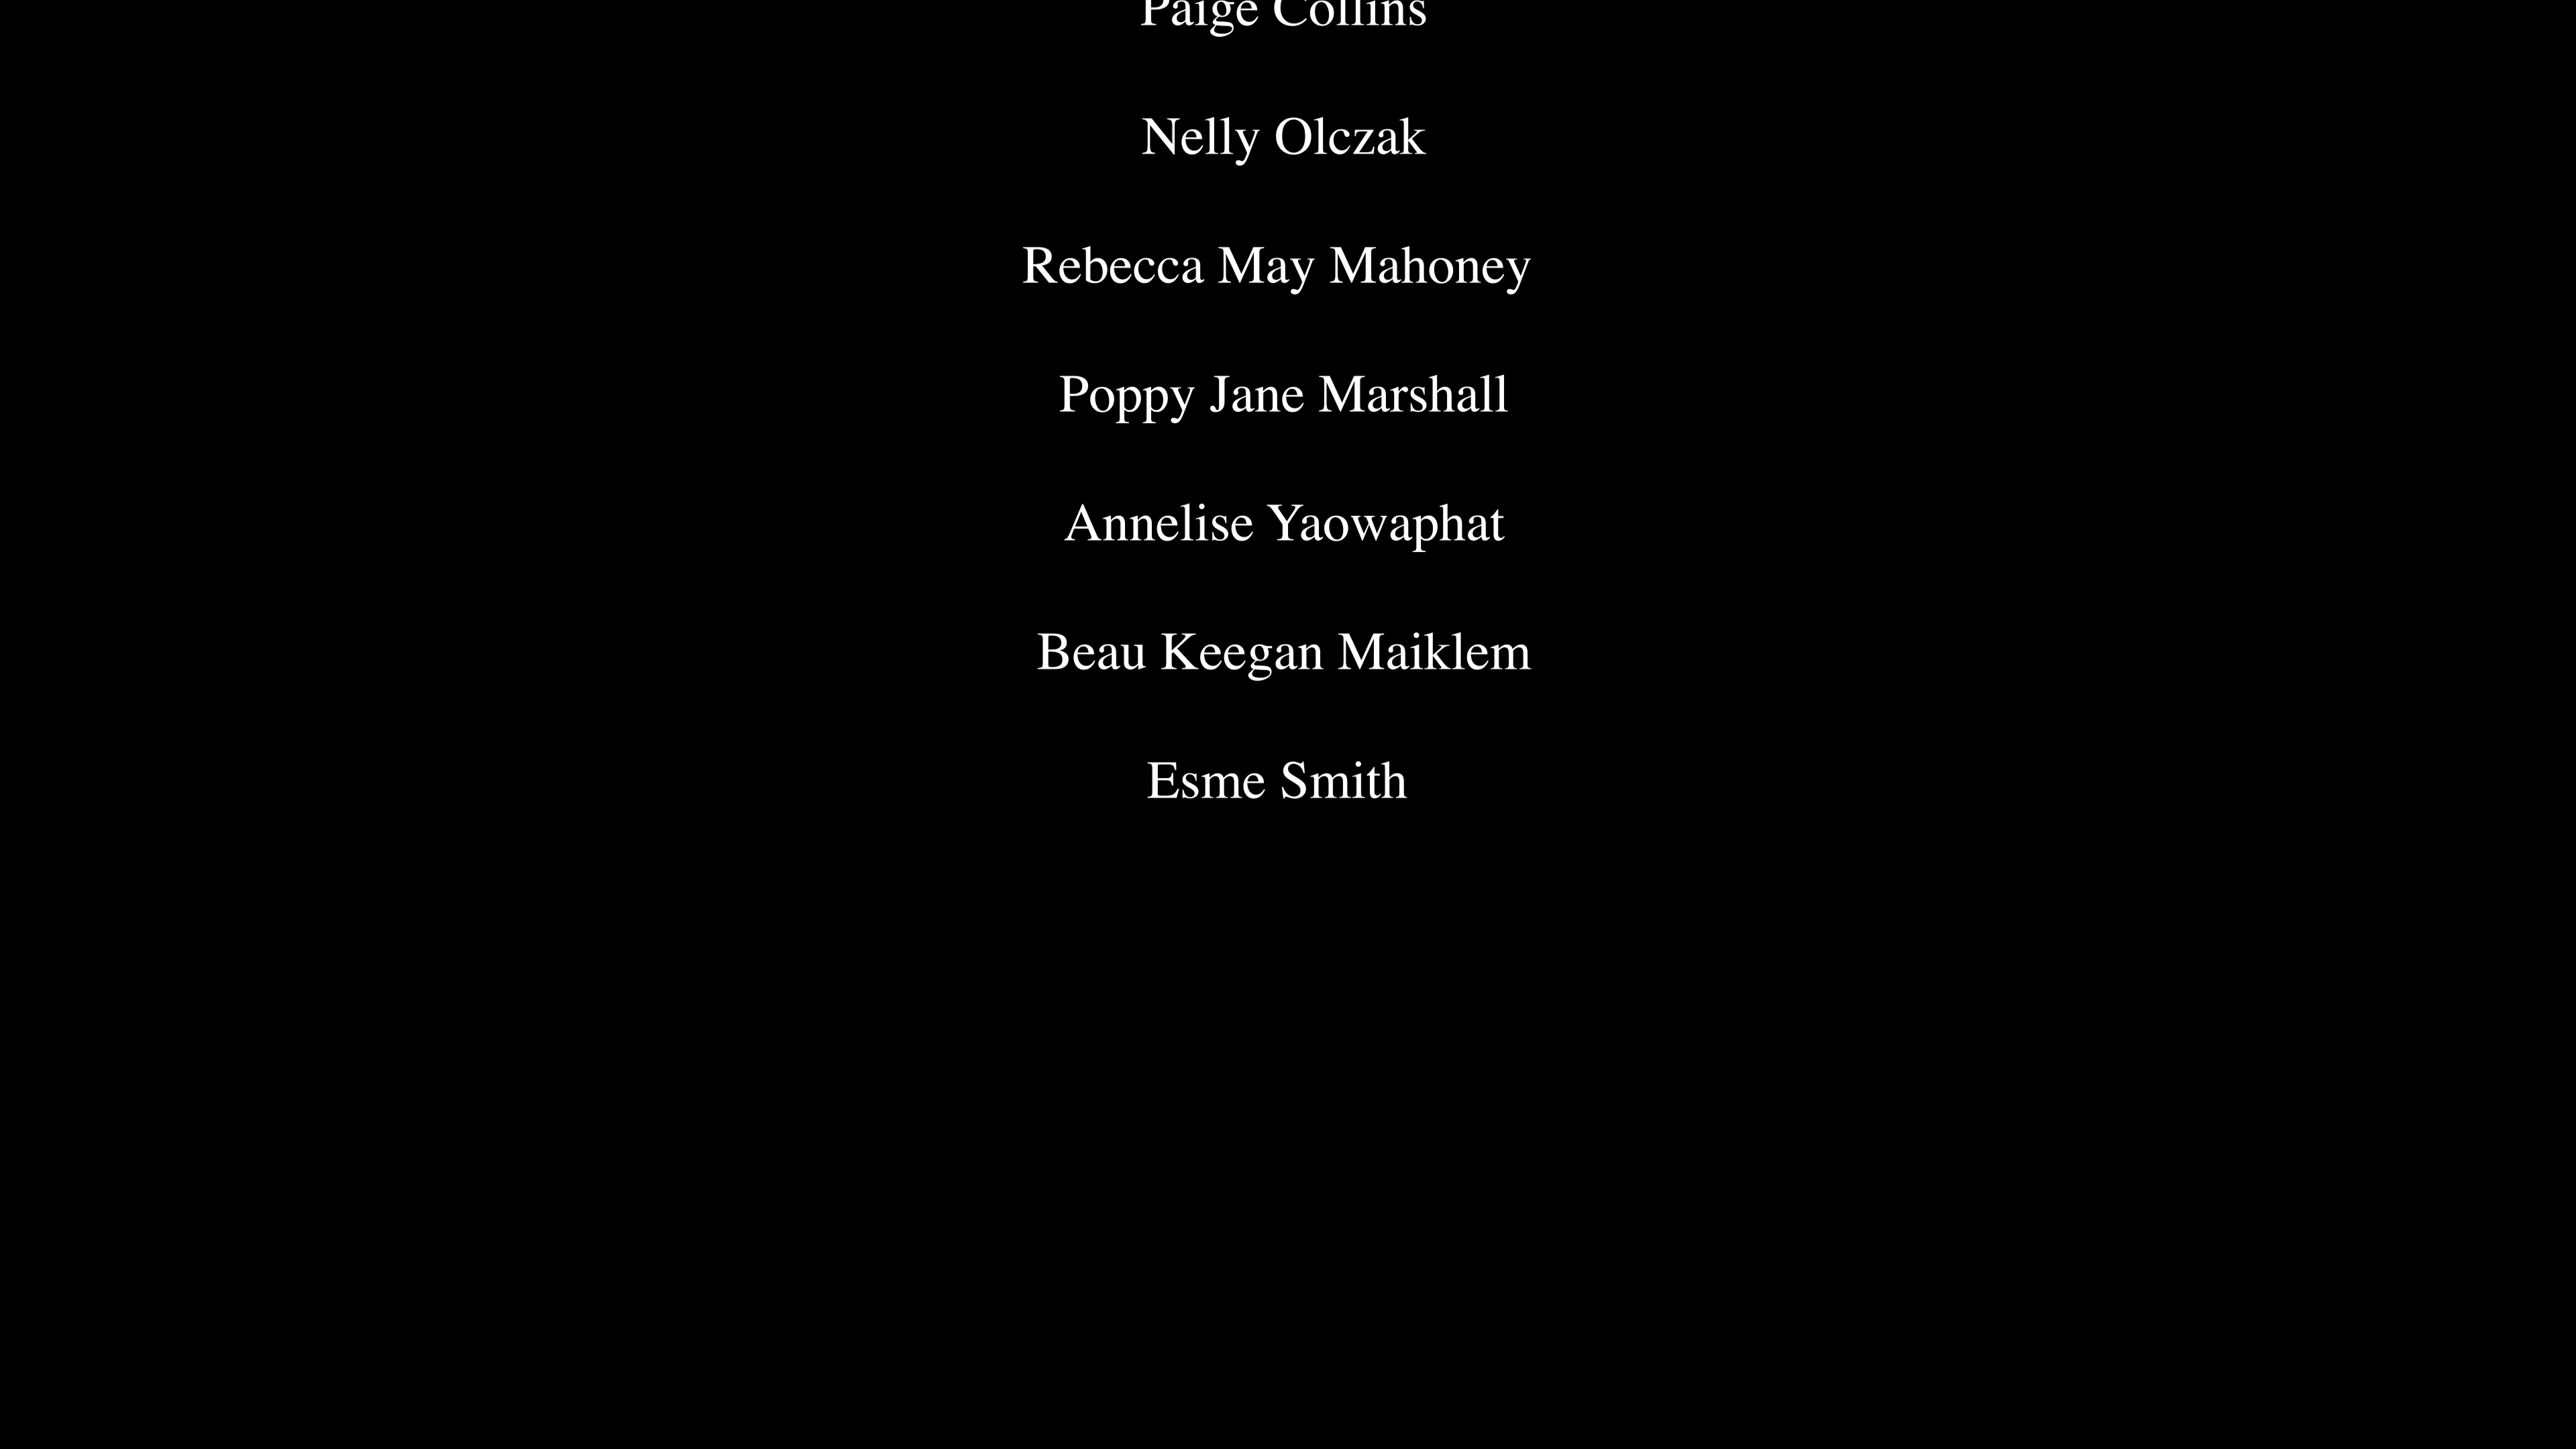 Paige Collins
Nelly Olczak
Rebecca May Mahoney
Poppy Jane Marshall
Annelise Yaowaphat
Beau Keegan Maiklem
Esme Smith